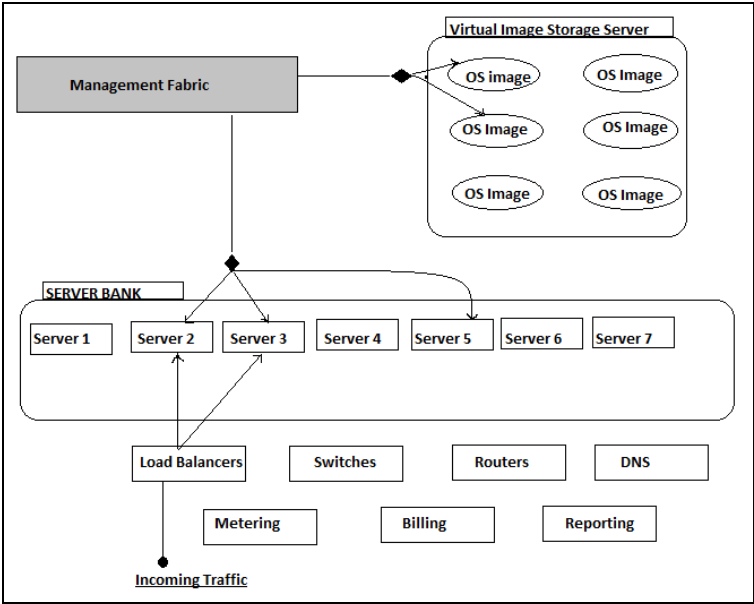 Virtual Image Storage Server
Management Fabric
OS image
OS Image
OS Image
OS Image
OS Image
OS Image
SERVER BANK
Server 1
Server 2
Server 3
Server 4
Server 5
Server 6
Server 7
Load Balancers
Switches
Routers
DNS
Metering
Billing
Reporting
Incoming Traffic